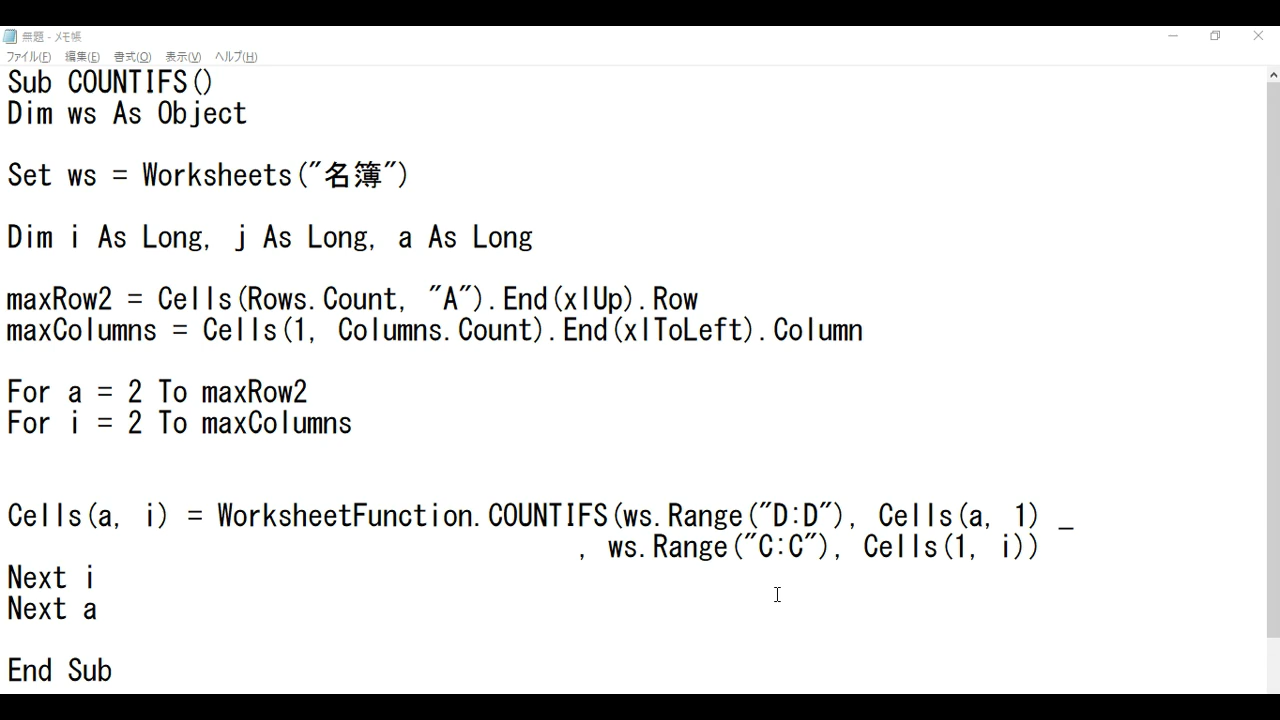 無題 - メモ帳
ファイル(F) 編集(E) 書式(O) 表示(V) ヘルプ(H)
Sub COUNTIFS()
Dim ws As Object
Set ws = Worksheets("名簿")
Dim i As Long, j As Long, a As Long
maxRow2 = Cells(Rows.Count, "A").End(xlUp).Row
maxColumns = Cells(1, Columns.Count).End(xlToLeft).Column
For a = 2 To maxRow2
For i = 2 To maxColumns
Cells(a, i) = WorksheetFunction.COUNTIFS(ws.Range("D:D"), Cells(a, 1) _
, ws.Range("C:C"), Cells(1, i))
Next i
Next a
End Sub